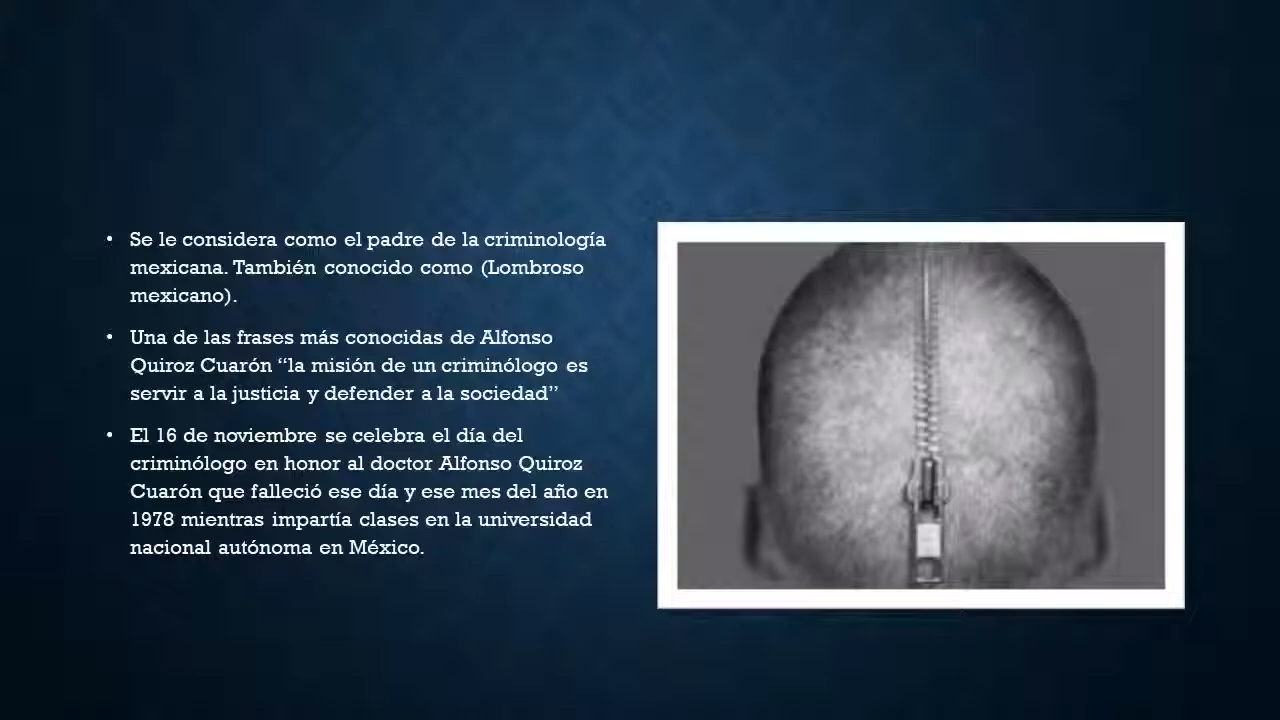 • Se le considera como el padre de la criminología
mexicana. También conocido como (Lombroso
mexicano).
• Una de las frases más conocidas de Alfonso
Quiroz Cuarón “la misión de un criminólogo es
servir a la justicia y defender a la sociedad”
• El 16 de noviembre se celebra el día del
criminólogo en honor al doctor Alfonso Quiroz
Cuarón que falleció ese día y ese mes del año en
1978 mientras impartía clases en la universidad
nacional autónoma en México.